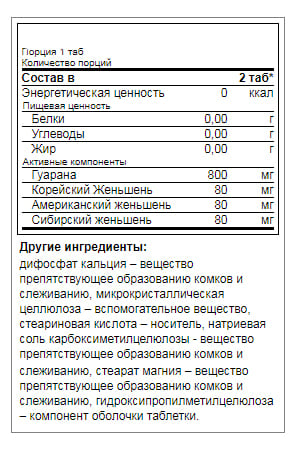 Порция 1 таб
Количество порций
Состав в 2 таб*
Энергетическая ценность 0 ккал
Пищевая ценность
Белки 0,00 г
Углеводы 0,00 г
Жир 0,00 г
Активные компоненты
Гуарана 800 мг
Корейский Женьшень 80 мг
Американский женьшень 80 мг
Сибирский женьшень 80 мг
Другие ингредиенты:
дифосфат кальция – вещество
препятствующее образованию комков и
слеживанию, микрокристаллическая
целлюлоза – вспомогательное вещество,
стеариновая кислота – носитель, натриевая
соль карбоксиметилцелюлозы - вещество
препятствующее образованию комков и
слеживанию, стеарат магния – вещество
препятствующее образованию комков и
слеживанию, гидроксипропилметилцелюлоза
– компонент оболочки таблетки.